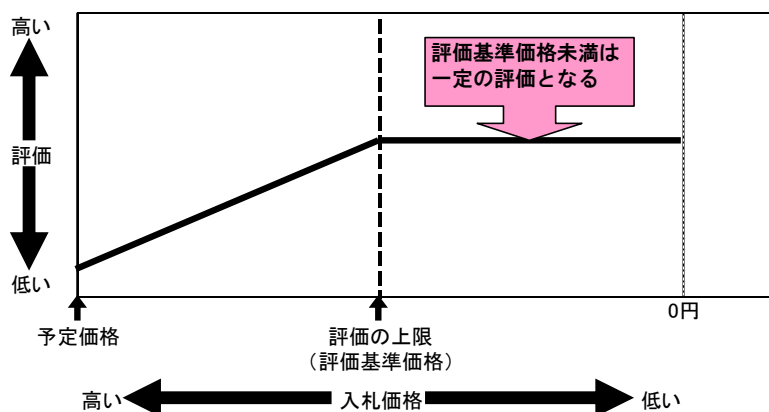 高い
評価基準価格未満は
一定の評価となる
評価
低い
0円
予定価格
評価の上限
（評価基準価格）
高い
入札価格
低い